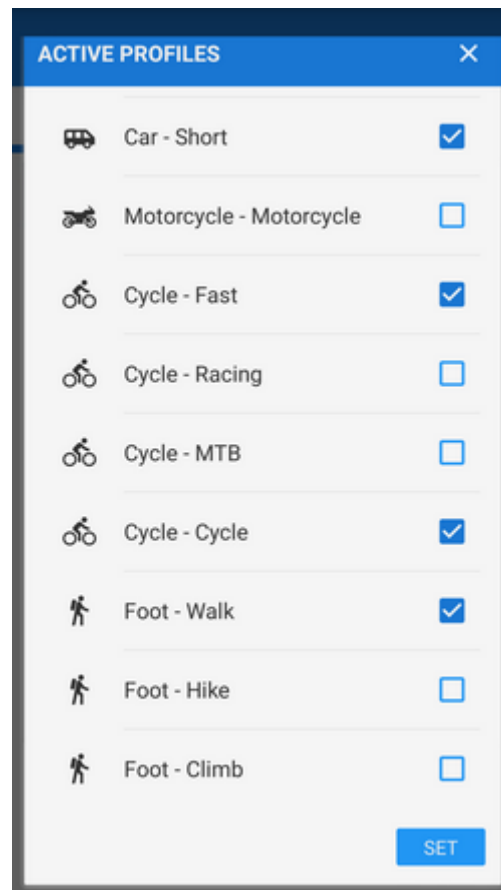 ACTIVE PROFILES
Car - Short
Motorcycle - Motorcycle
Cycle - Fast
Cycle - Racing
Cycle - MTB
Cycle - Cycle
Foot - Walk
Foot - Hike
Foot - Climb
SET